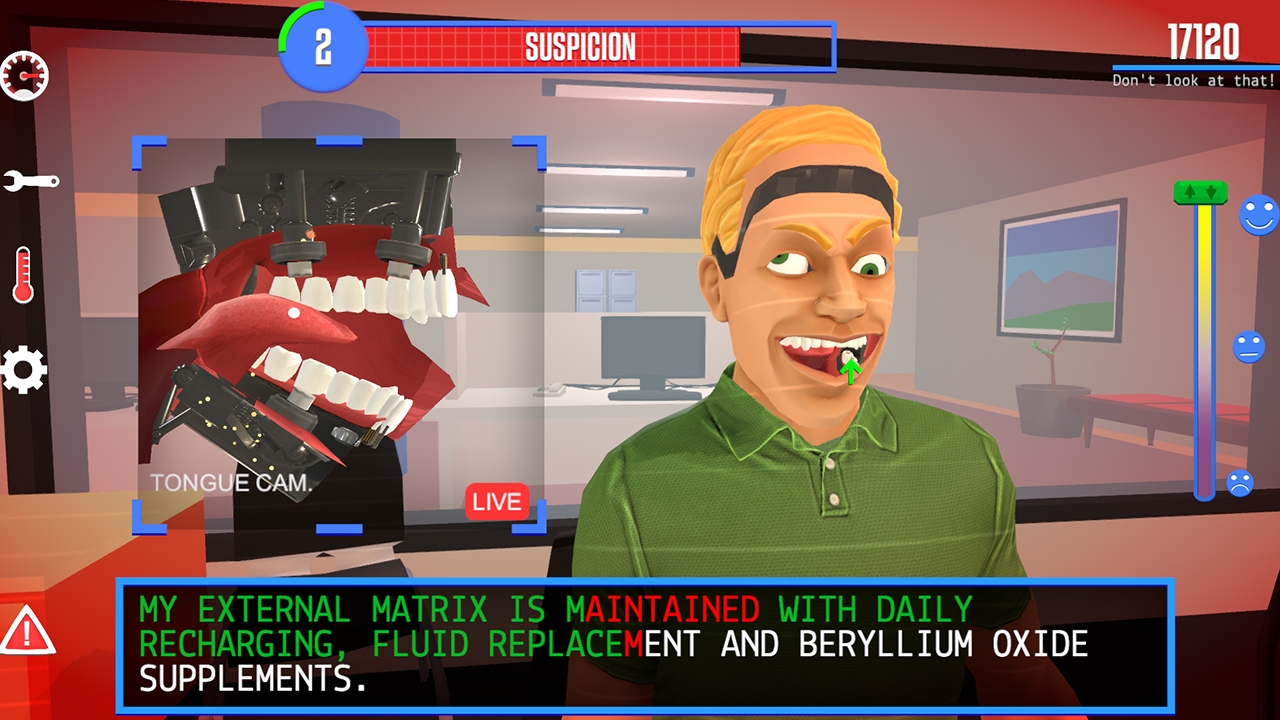 2
SUSPICION
17120
Don't look at that!
TONGUE CAM.
LIVE
MY EXTERNAL MATRIX IS MAINTAINED WITH DAILY
RECHARGING, FLUID REPLACEMENT AND BERYLLIUM OXIDE
SUPPLEMENTS.